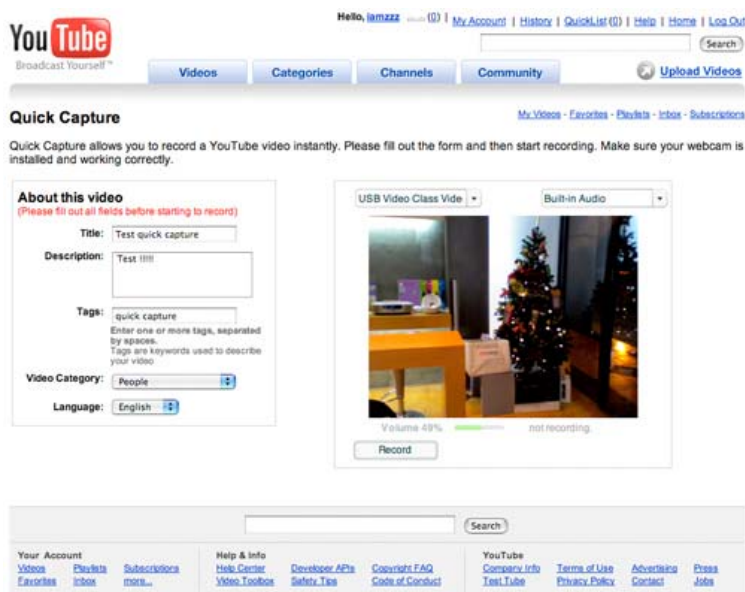 Hello, iamzzz (0) | My Account | History | QuickList (0) | Help | Home | Log Out
YouTube
Broadcast Yourself™
Search
Videos Categories Channels Community Upload Videos
Quick Capture
My Videos - Favorites - Playlists - Inbox - Subscriptions
Quick Capture allows you to record a YouTube video instantly. Please fill out the form and then start recording. Make sure your webcam is
installed and working correctly.
About this video
(Please fill out all fields before starting to record)
Title: Test quick capture
Description: Test !!!!!
Tags: quick capture
Enter one or more tags, separated
by spaces.
Tags are keywords used to describe
your video
Video Category: People
Language: English
USB Video Class Vide Built-in Audio
Volume 49% not recording.
Record
Search
Your Account Help & Info YouTube
Videos Playlists Subscriptions Help Center Developer APIs Copyright FAQ Company Info Terms of Use Advertising Press
Favorites Inbox more... Video Toolbox Safety Tips Code of Conduct Test Tube Privacy Policy Contact Jobs